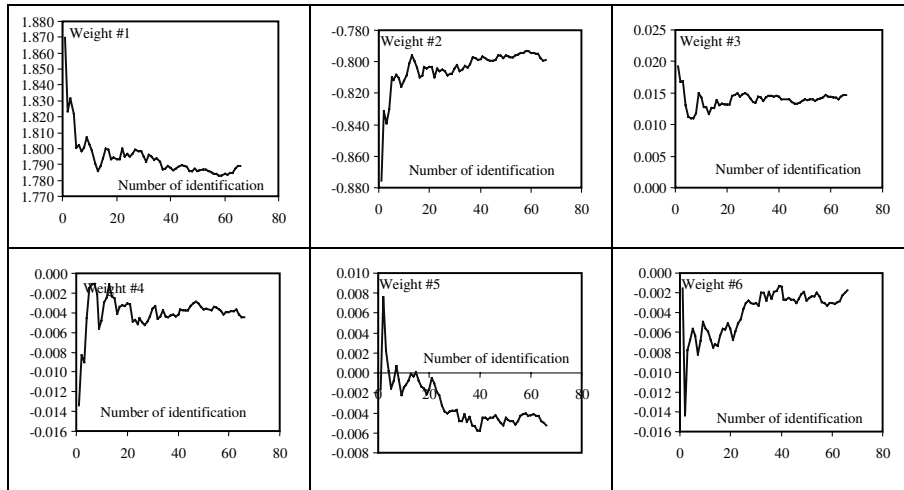 Weight #1
1.880
1.870
1.860
1.850
1.840
1.830
1.820
1.810
1.800
1.790
1.780
1.770
Number of identification
0 20 40 60 80
Weight #2
-0.780
-0.800
-0.820
-0.840
-0.860
-0.880
Number of identification
0 20 40 60 80
Weight #3
0.025
0.020
0.015
0.010
0.005
0.000
Number of identification
0 20 40 60 80
Weight #4
0.000
-0.002
-0.004
-0.006
-0.008
-0.010
-0.012
-0.014
-0.016
Number of identification
0 20 40 60 80
Weight #5
0.010
0.008
0.006
0.004
0.002
0.000
-0.002
-0.004
-0.006
-0.008
Number of identification
0 20 40 60 80
Weight #6
0.000
-0.002
-0.004
-0.006
-0.008
-0.010
-0.012
-0.014
-0.016
Number of identification
0 20 40 60 80